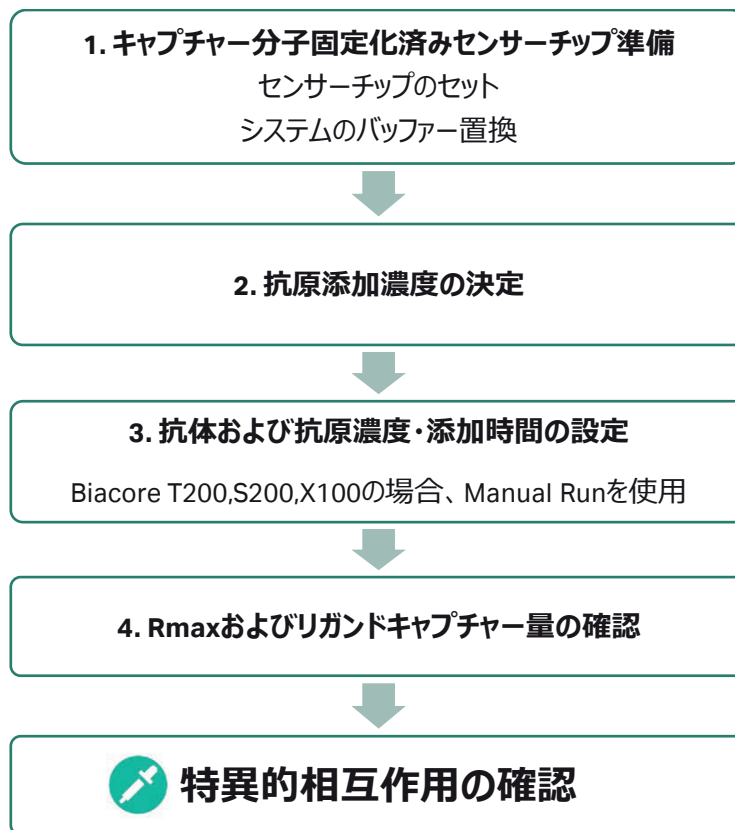 1. キャプチャー分子固定化済みセンサーチップ準備
センサーチップのセット
システムのバッファー置換
2. 抗原添加濃度の決定
3. 抗体および抗原濃度・添加時間の設定
Biacore T200,S200,X100の場合、Manual Runを使用
4. Rmaxおよびリガンドキャプチャー量の確認
特異的相互作用の確認